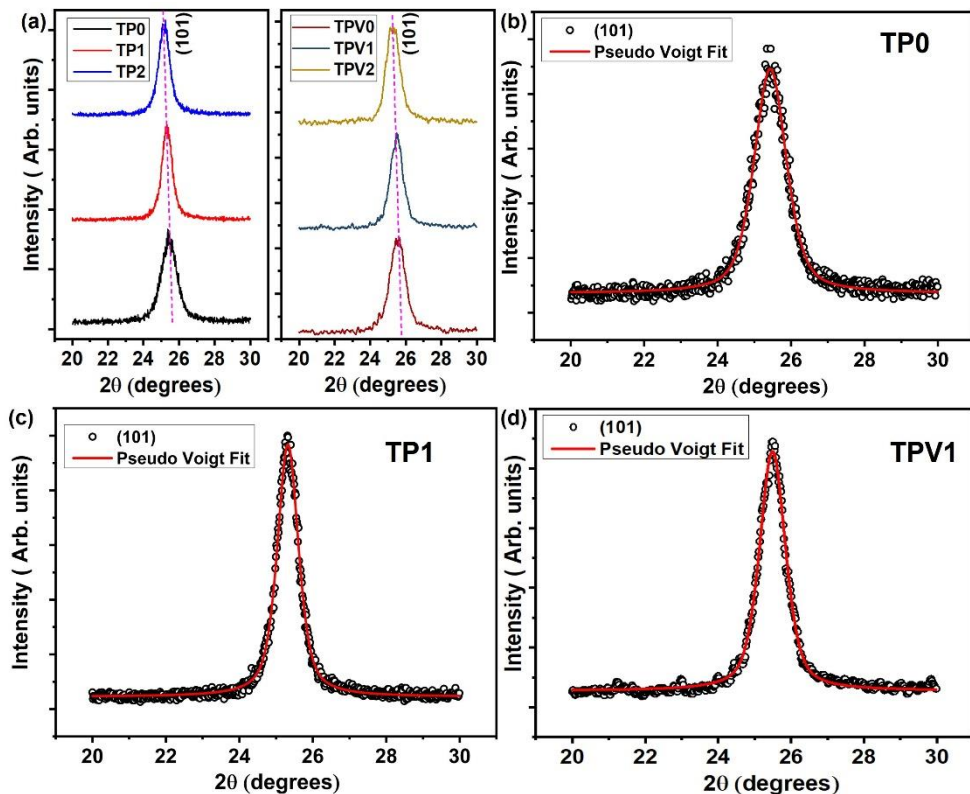 (a)
TP0
TP1
TP2
(101)
Intensity ( Arb. units)
20 22 24 26 28 30
2θ (degrees)
TPV0
TPV1
TPV2
(101)
20 22 24 26 28 30
2θ (degrees)
(b)
(101)
Pseudo Voigt Fit
TP0
Intensity ( Arb. units)
20 22 24 26 28 30
2θ (degrees)
(c)
(101)
Pseudo Voigt Fit
TP1
Intensity ( Arb. units)
20 22 24 26 28 30
2θ (degrees)
(d)
(101)
Pseudo Voigt Fit
TPV1
Intensity ( Arb. units)
20 22 24 26 28 30
2θ (degrees)